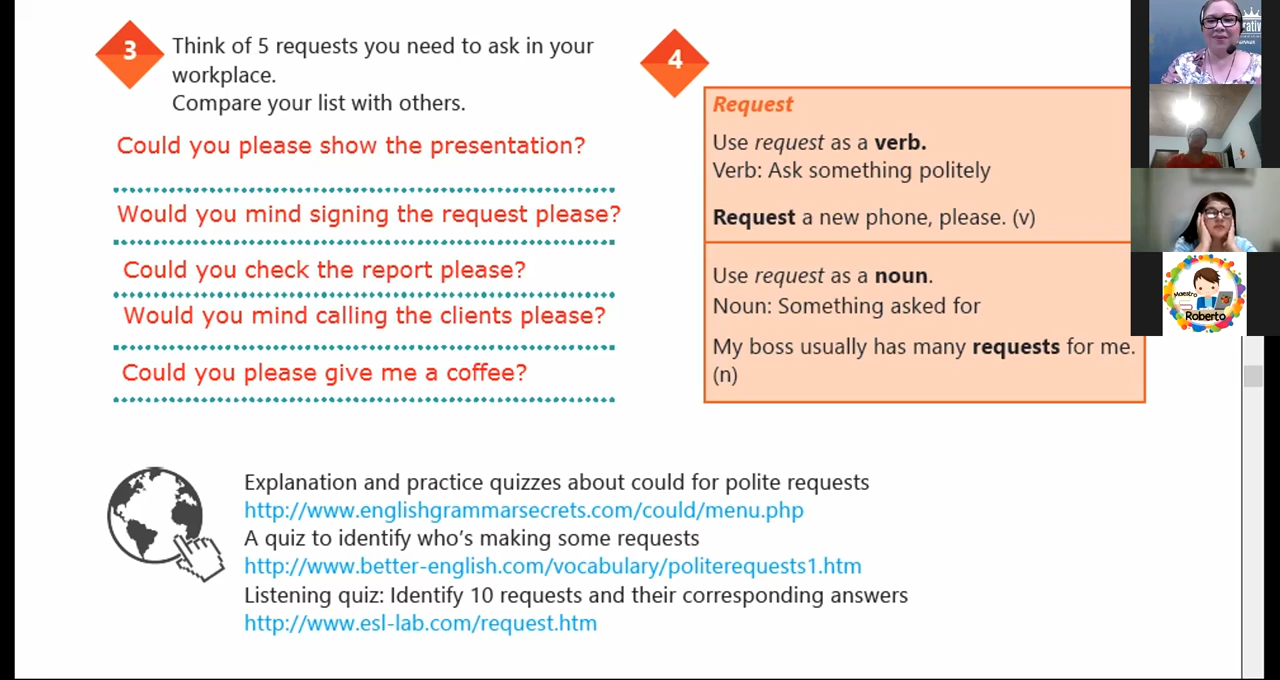 3
Think of 5 requests you need to ask in your
workplace.
Compare your list with others.
Could you please show the presentation?
Would you mind signing the request please?
Could you check the report please?
Would you mind calling the clients please?
Could you please give me a coffee?
4
Request
Use request as a verb.
Verb: Ask something politely
Request a new phone, please. (v)
Use request as a noun.
Noun: Something asked for
My boss usually has many requests for me.
(n)
Explanation and practice quizzes about could for polite requests
http://www.englishgrammarsecrets.com/could/menu.php
A quiz to identify who's making some requests
http://www.better-english.com/vocabulary/politerequests1.htm
Listening quiz: Identify 10 requests and their corresponding answers
http://www.esl-lab.com/request.htm
Maestro
Roberto